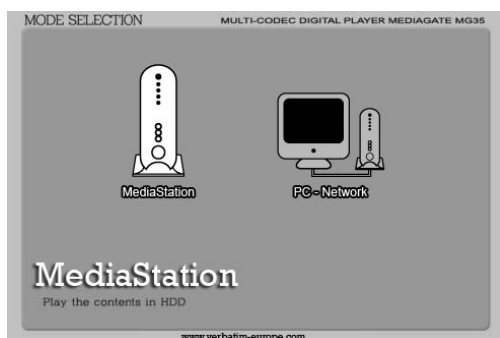 MODE SELECTION
MULTI-CODEC DIGITAL PLAYER MEDIAGATE MG35
MediaStation
PC - Network
MediaStation
Play the contents in HDD
www.verbatim-europe.com